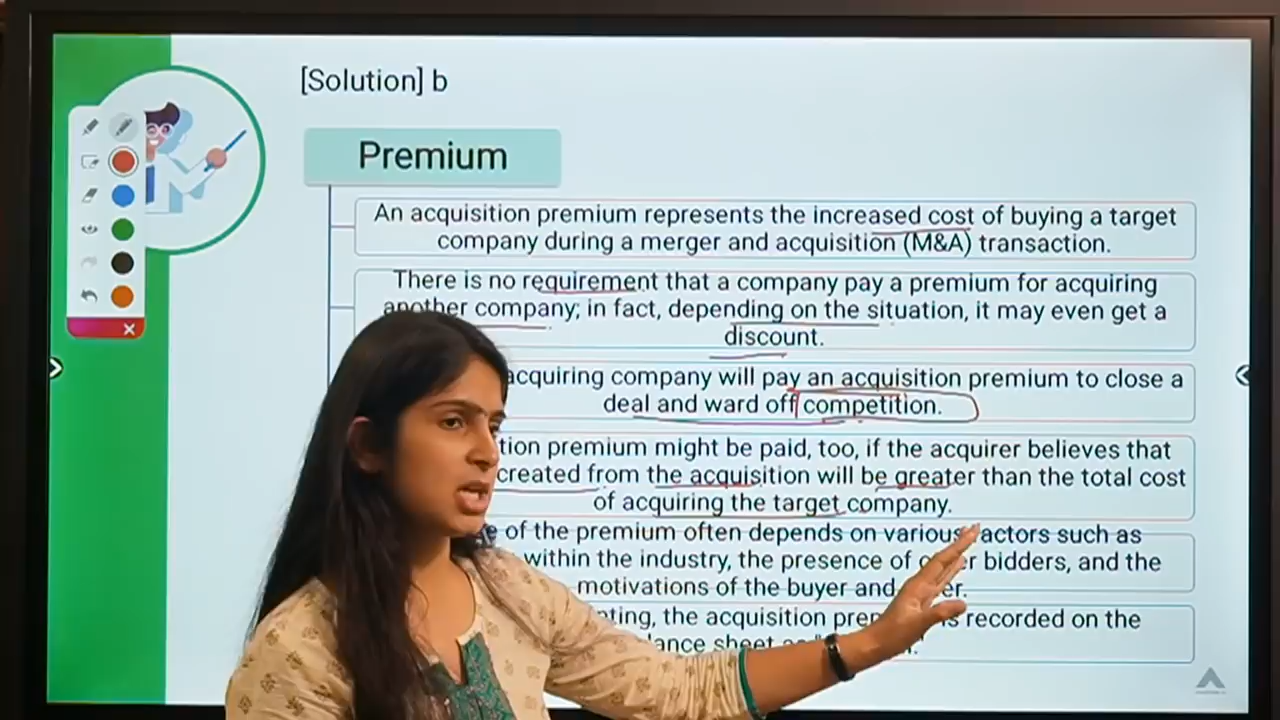 [Solution] b
Premium
An acquisition premium represents the increased cost of buying a target
company during a merger and acquisition (M&A) transaction.
There is no requirement that a company pay a premium for acquiring
another company; in fact, depending on the situation, it may even get a
discount.
acquiring company will pay an acquisition premium to close a
deal and ward off competition.
premium might be paid, too, if the acquirer believes that
created from the acquisition will be greater than the total cost
of acquiring the target company.
of the premium often depends on various factors such as
within the industry, the presence of bidders, and the
motivations of the buyer and
the acquisition recorded on the
sheet